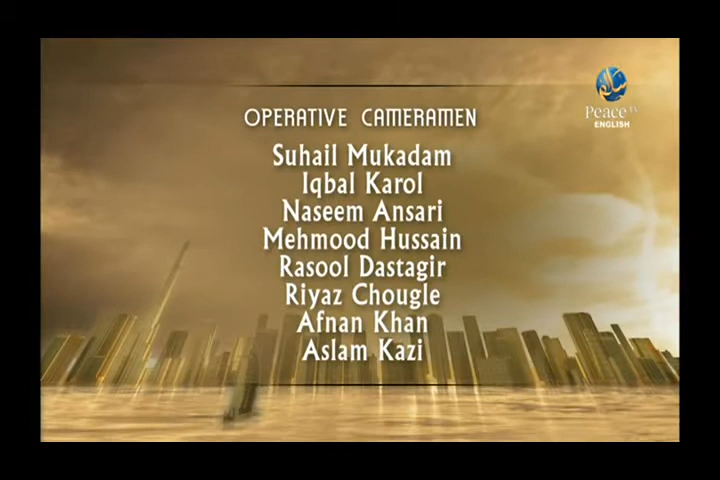 OPERATIVE CAMERAMEN
Suhail Mukadam
Iqbal Karol
Naseem Ansari
Mehmood Hussain
Rasool Dastagir
Riyaz Chougle
Afnan Khan
Aslam Kazi
سلام
Peace TV
ENGLISH